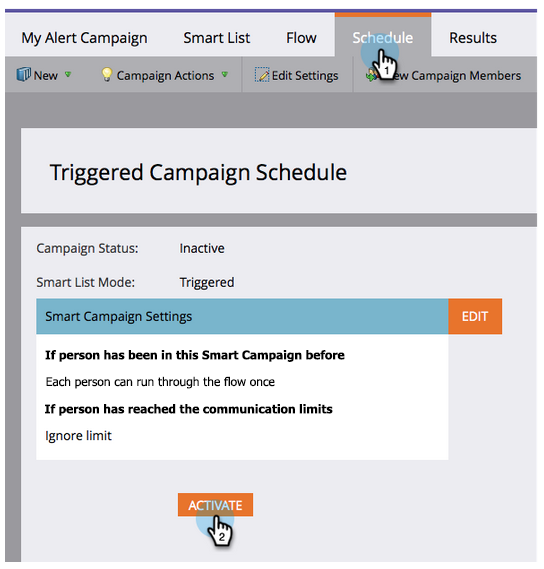 My Alert Campaign Smart List Flow Schedule Results
New Campaign Actions Edit Settings View Campaign Members
1
Triggered Campaign Schedule
Campaign Status: Inactive
Smart List Mode: Triggered
Smart Campaign Settings EDIT
If person has been in this Smart Campaign before
Each person can run through the flow once
If person has reached the communication limits
Ignore limit
ACTIVATE
2